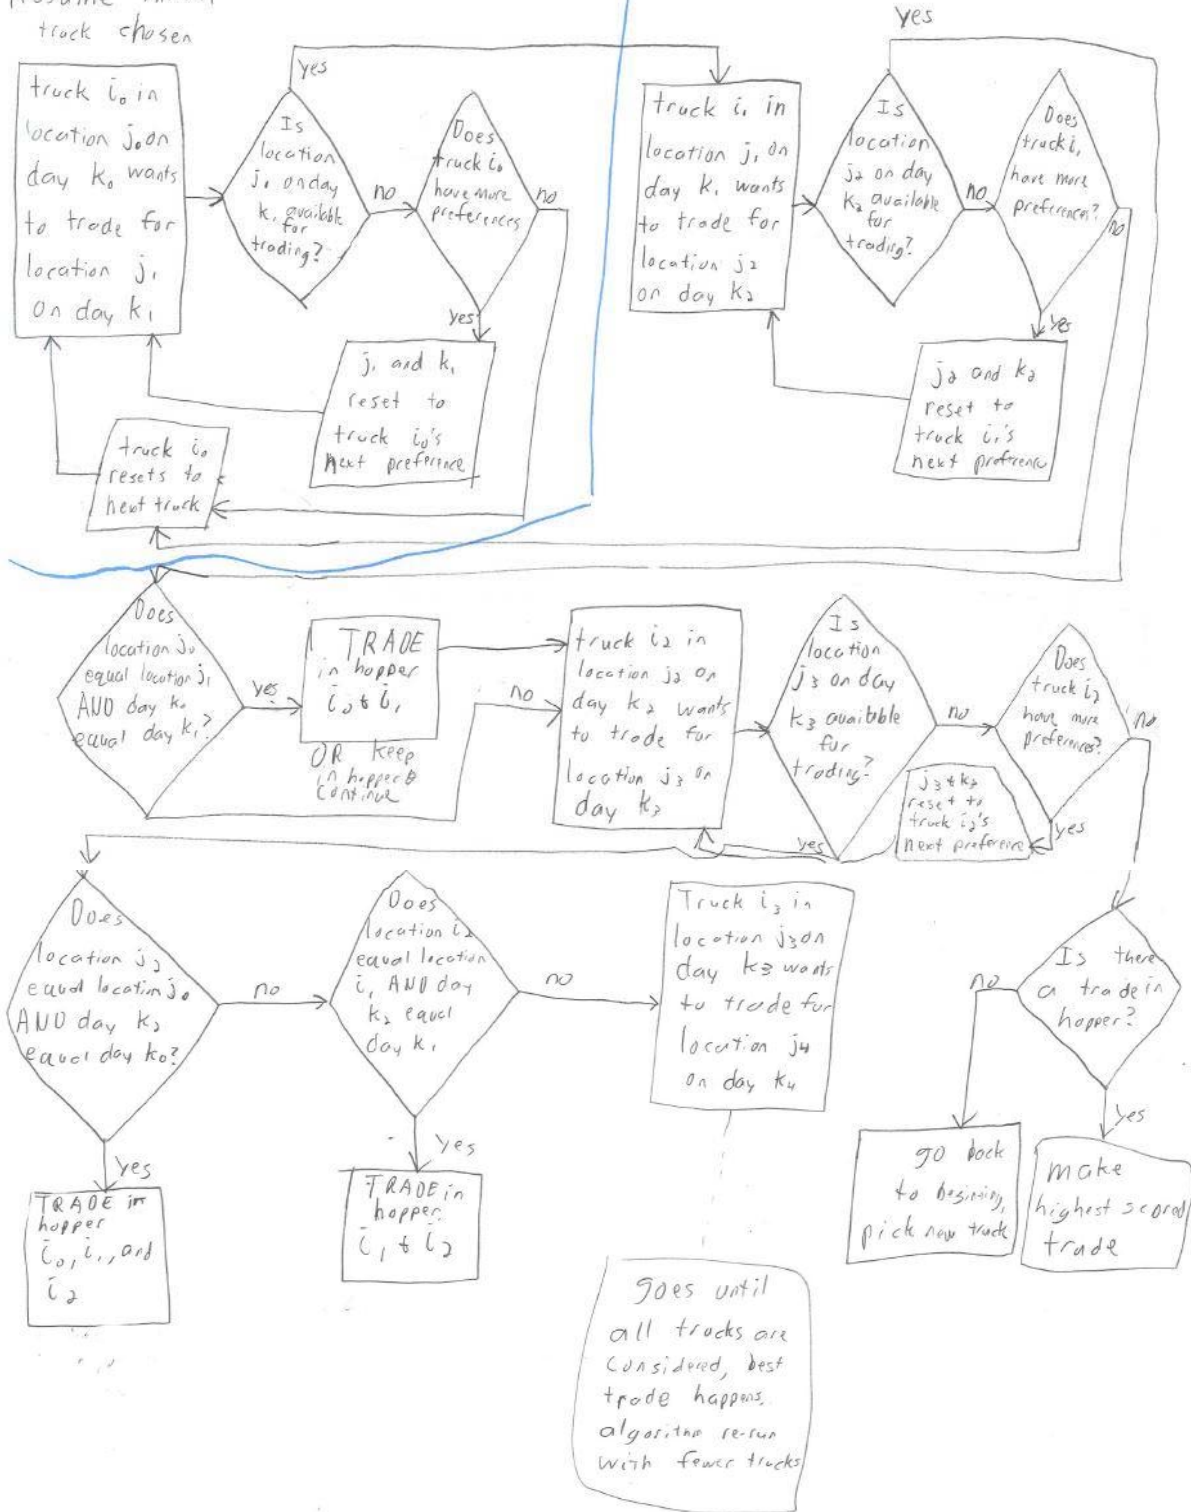 truck chosen
truck i₀ in
location j₀ on
day k₀ wants
to trade for
location j₁
on day k₁
yes
Is
location
j₁ on day
k₁ available
for
trading?
no
Does
truck i₀
have more
preferences
no
yes
j₁ and k₁
reset to
truck i₀'s
next preference
truck i₀
resets to
next truck
yes
truck i₁ in
location j₁ on
day k₁ wants
to trade for
location j₂
on day k₂
Is
location
j₂ on day
k₂ available
for
trading?
no
Does
truck i₁
have more
preferences?
no
yes
j₂ and k₂
reset to
truck i₁'s
next preference
Does
location j₀
equal location j₁
AND day k₀
equal day k₁?
yes
TRADE
in hopper
i₀ & i₁
OR keep
in hopper &
continue
no
truck i₂ in
location j₂ on
day k₂ wants
to trade for
location j₃ on
day k₃
Is
location
j₃ on day
k₃ available
for
trading?
no
yes
Does
truck i₂
have more
preferences?
no
yes
j₃ & k₃
reset to
truck i₂'s
next preference
Does
location j₂
equal location j₀
AND day k₂
equal day k₀?
no
yes
TRADE in
hopper
i₀, i₁, and
i₂
Does
location i₂
equal location
i₁ AND day
k₂ equal
day k₁
no
yes
TRADE in
hopper
i₁ & i₂
Truck i₃ in
location j₃ on
day k₃ wants
to trade for
location j₄
on day k₄
Is there
a trade in
hopper?
no
yes
go back
to beginning,
pick new truck
make
highest scored
trade
goes until
all trucks are
considered, best
trade happens.
algorithm re-run
with fewer trucks